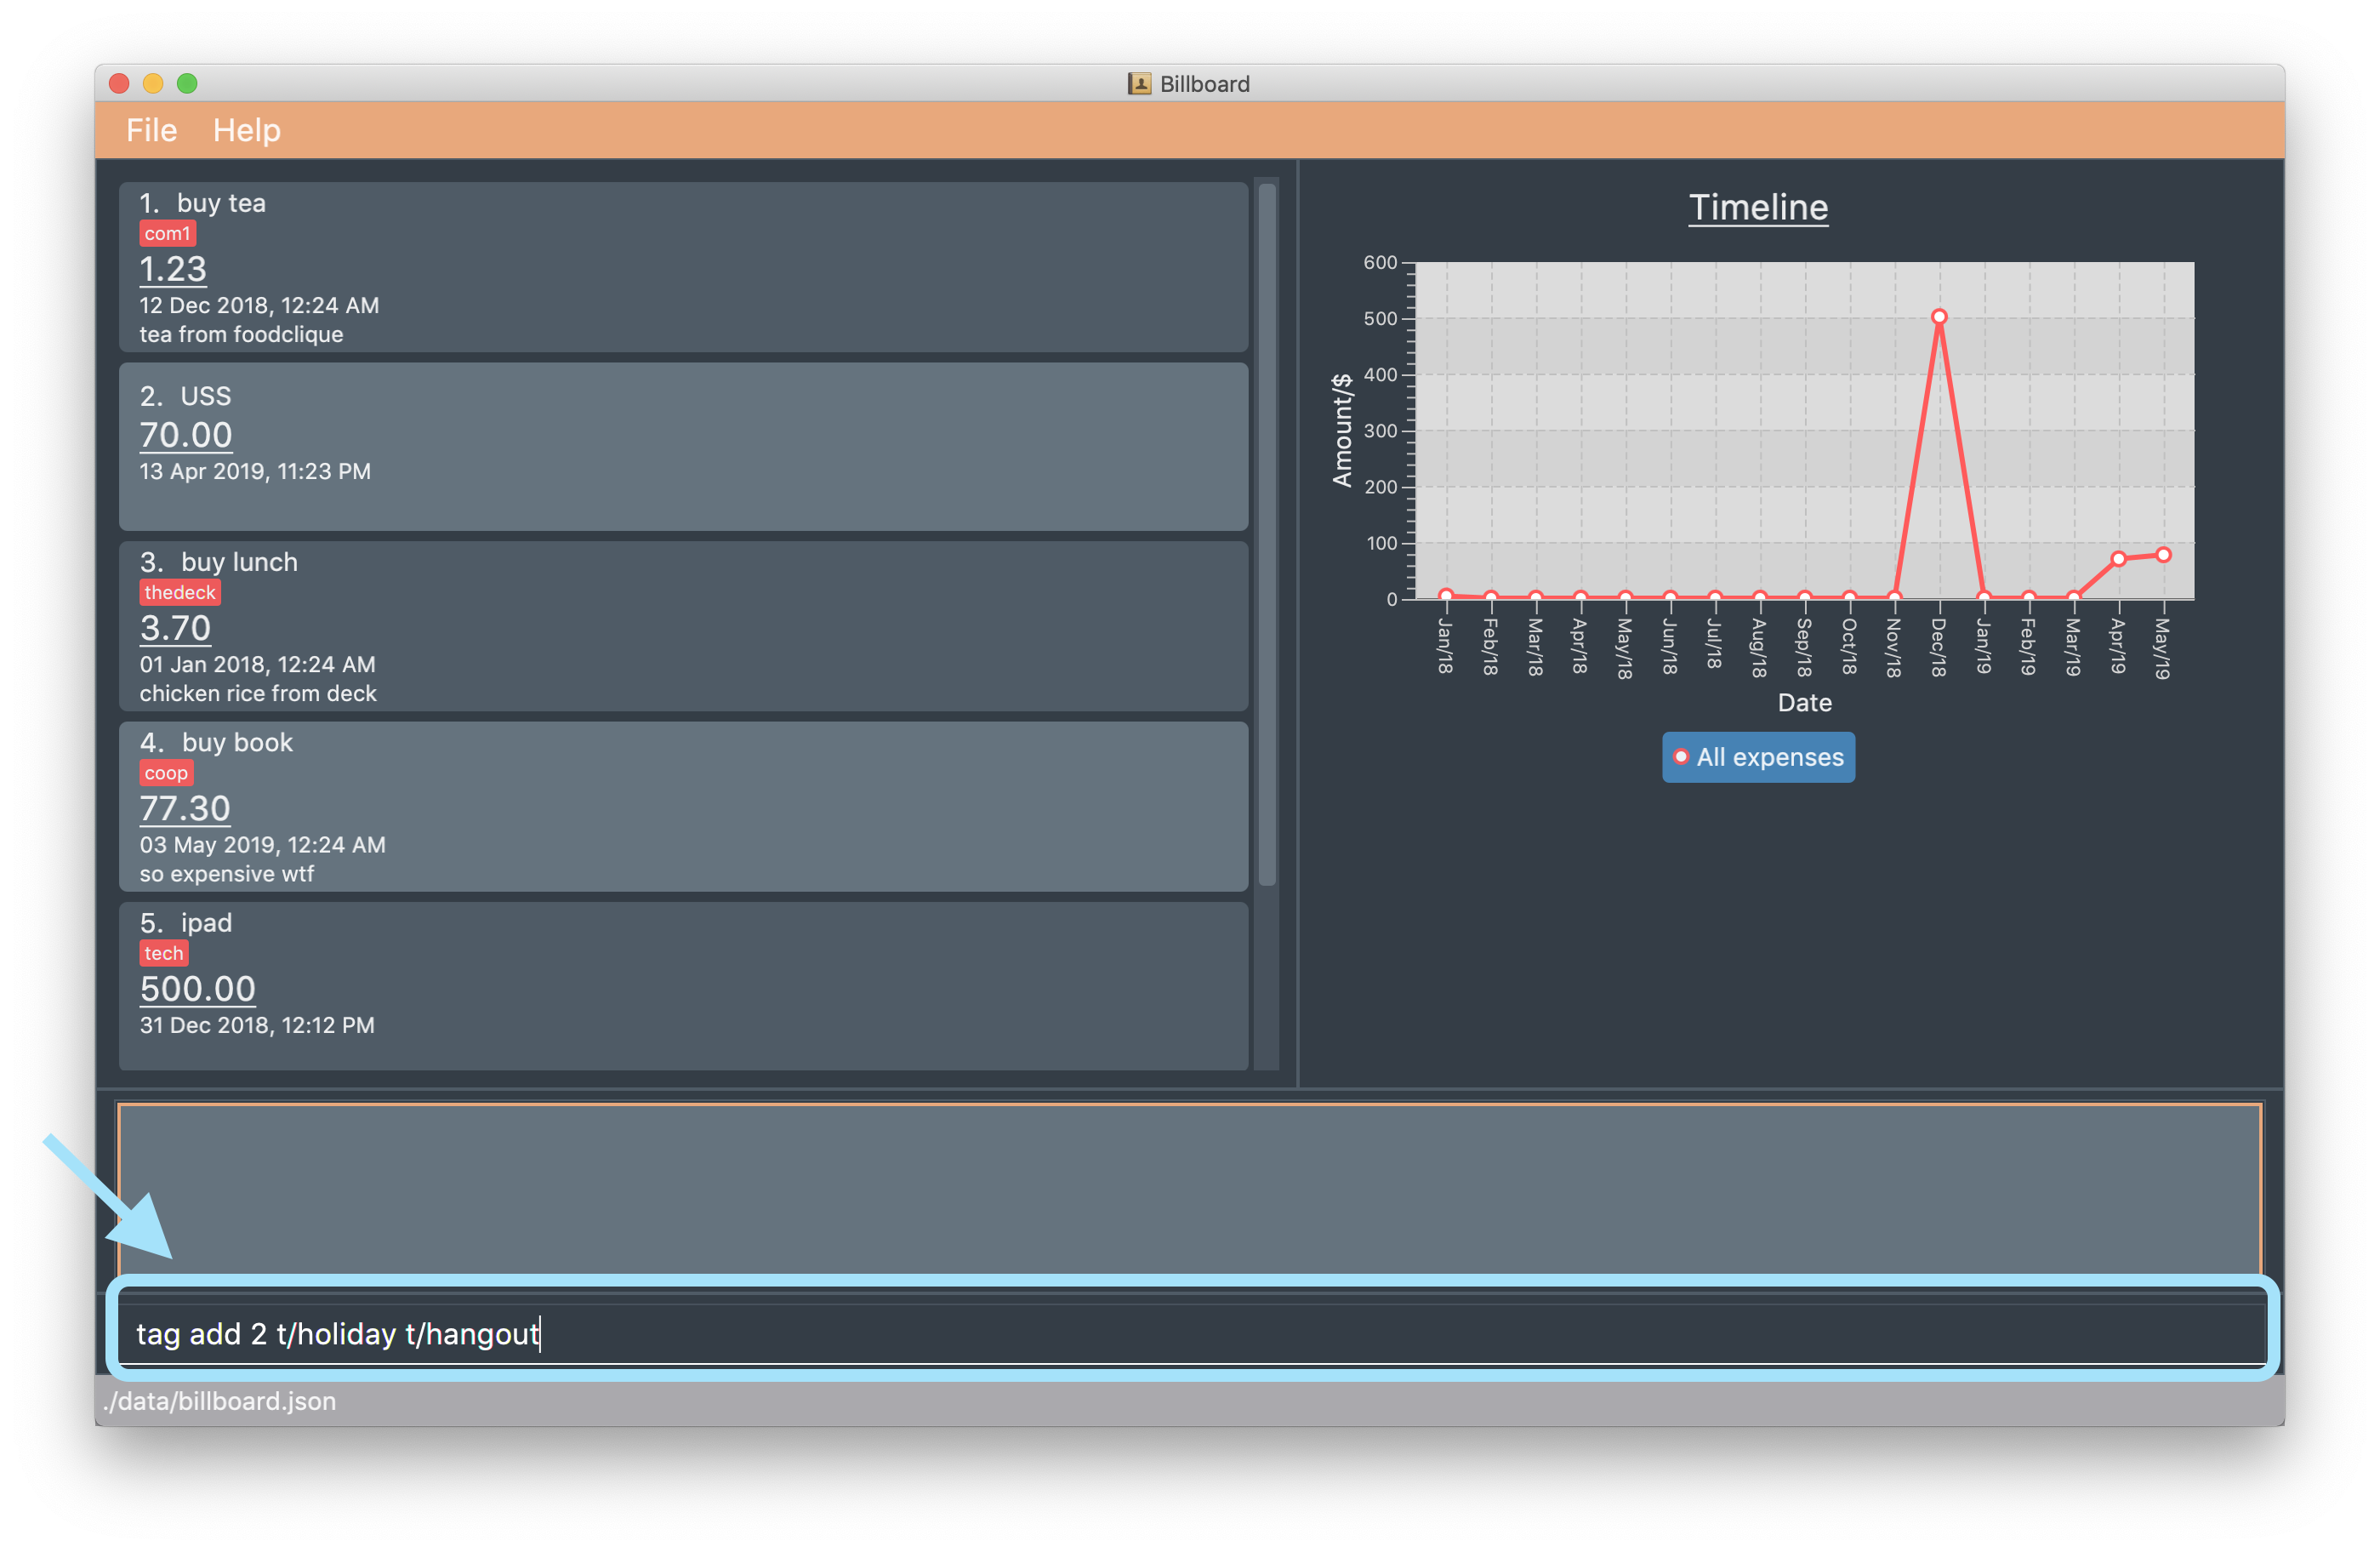 Billboard
File Help
1. buy tea
com1
1.23
12 Dec 2018, 12:24 AM
tea from foodclique
2. USS
70.00
13 Apr 2019, 11:23 PM
3. buy lunch
thedeck
3.70
01 Jan 2018, 12:24 AM
chicken rice from deck
4. buy book
coop
77.30
03 May 2019, 12:24 AM
so expensive wtf
5. ipad
tech
500.00
31 Dec 2018, 12:12 PM
Timeline
600
500
400
300
200
100
0
Amount/$
Jan/18
Feb/18
Mar/18
Apr/18
May/18
Jun/18
Jul/18
Aug/18
Sep/18
Oct/18
Nov/18
Dec/18
Jan/19
Feb/19
Mar/19
Apr/19
May/19
Date
All expenses
tag add 2 t/holiday t/hangout
./data/billboard.json